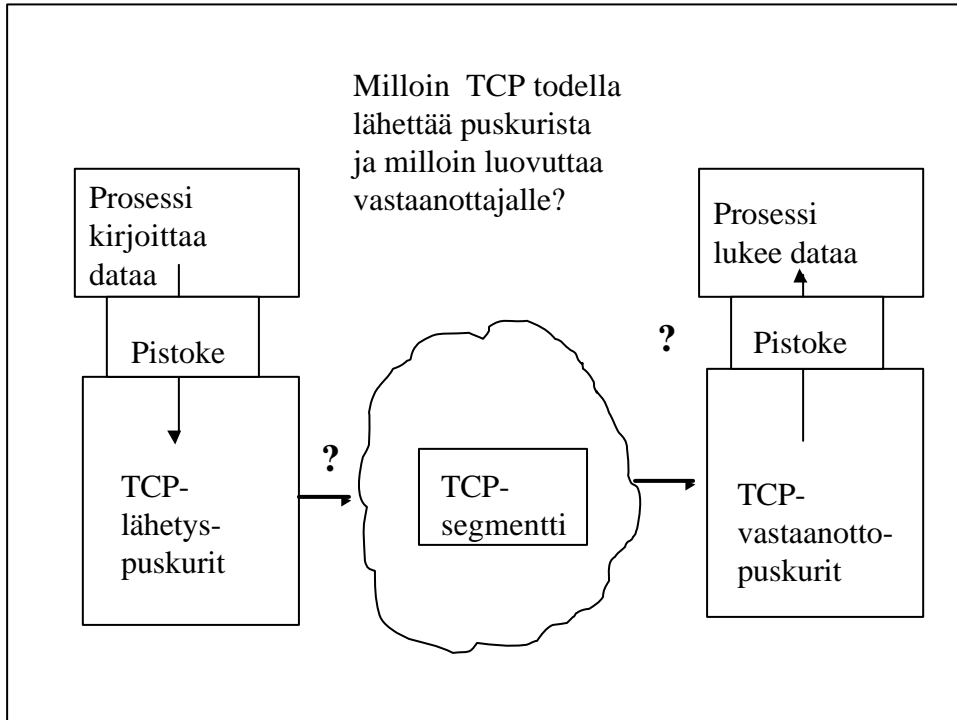 Milloin TCP todella
lähettää puskurista
ja milloin luovuttaa
vastaanottajalle?
Prosessi
kirjoittaa
dataa
Pistoke
TCP-
lähetys-
puskurit
?
TCP-
segmentti
?
Prosessi
lukee dataa
Pistoke
TCP-
vastaanotto-
puskurit